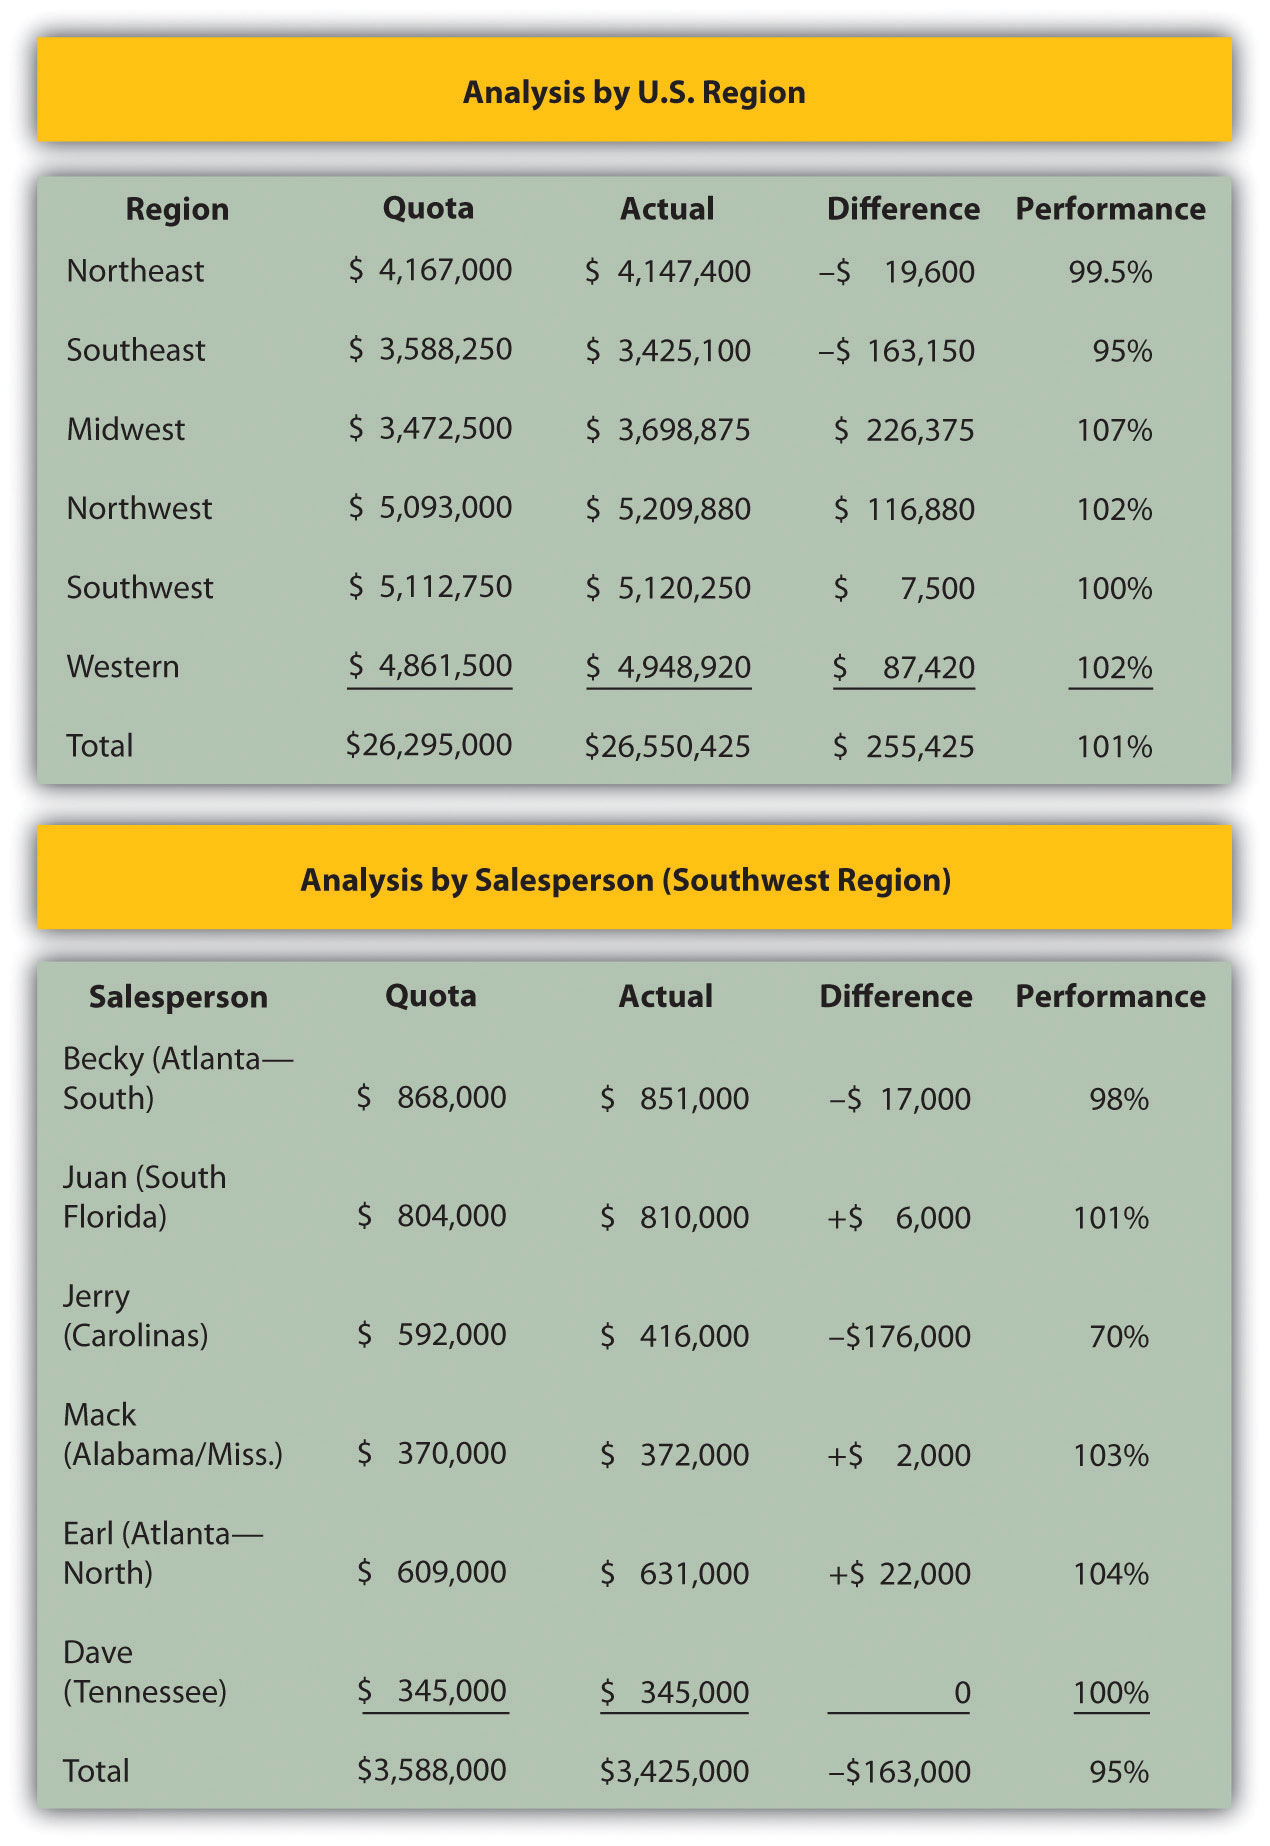 Analysis by U.S. Region
Region Quota Actual Difference Performance
Northeast $ 4,167,000 $ 4,147,400 –$ 19,600 99.5%
Southeast $ 3,588,250 $ 3,425,100 –$ 163,150 95%
Midwest $ 3,472,500 $ 3,698,875 $ 226,375 107%
Northwest $ 5,093,000 $ 5,209,880 $ 116,880 102%
Southwest $ 5,112,750 $ 5,120,250 $ 7,500 100%
Western $ 4,861,500 $ 4,948,920 $ 87,420 102%
Total $26,295,000 $26,550,425 $ 255,425 101%
Analysis by Salesperson (Southwest Region)
Salesperson Quota Actual Difference Performance
Becky (Atlanta—
South) $ 868,000 $ 851,000 –$ 17,000 98%
Juan (South
Florida) $ 804,000 $ 810,000 +$ 6,000 101%
Jerry
(Carolinas) $ 592,000 $ 416,000 –$176,000 70%
Mack
(Alabama/Miss.) $ 370,000 $ 372,000 +$ 2,000 103%
Earl (Atlanta—
North) $ 609,000 $ 631,000 +$ 22,000 104%
Dave
(Tennessee) $ 345,000 $ 345,000 0 100%
Total $3,588,000 $3,425,000 –$163,000 95%